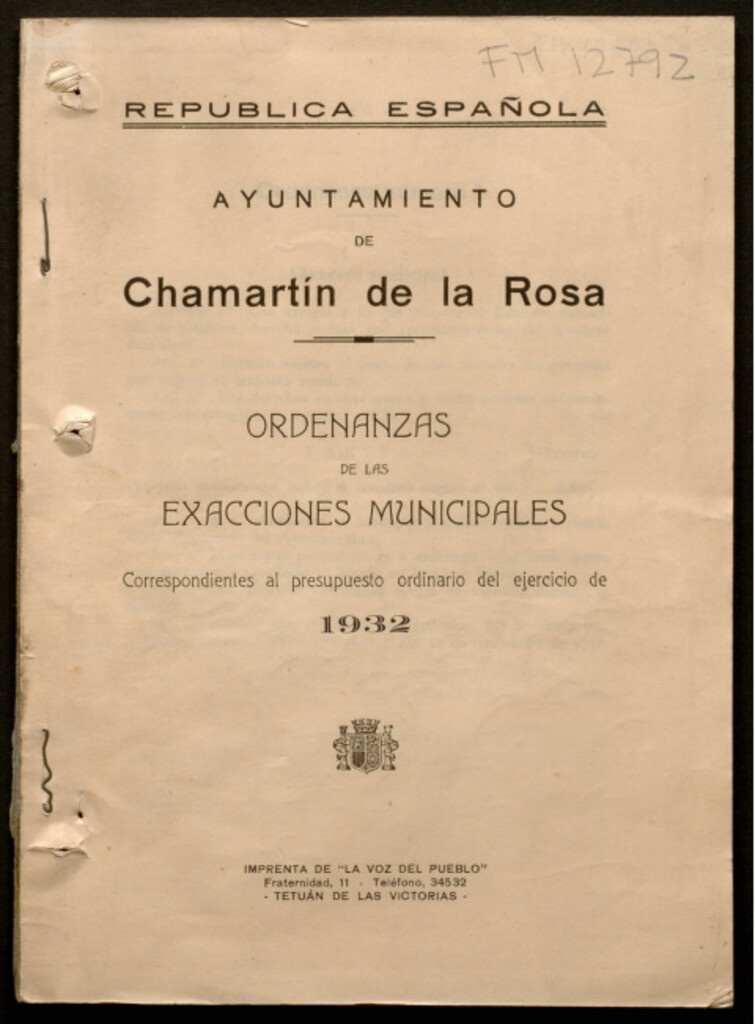 FM 12792
REPUBLICA ESPAÑOLA
AYUNTAMIENTO
DE
Chamartín de la Rosa
ORDENANZAS
DE LAS
EXACCIONES MUNICIPALES
Correspondientes al presupuesto ordinario del ejercicio de
1932
IMPRENTA DE "LA VOZ DEL PUEBLO"
Fraternidad, 11 - Teléfono, 34532
- TETUÁN DE LAS VICTORIAS -